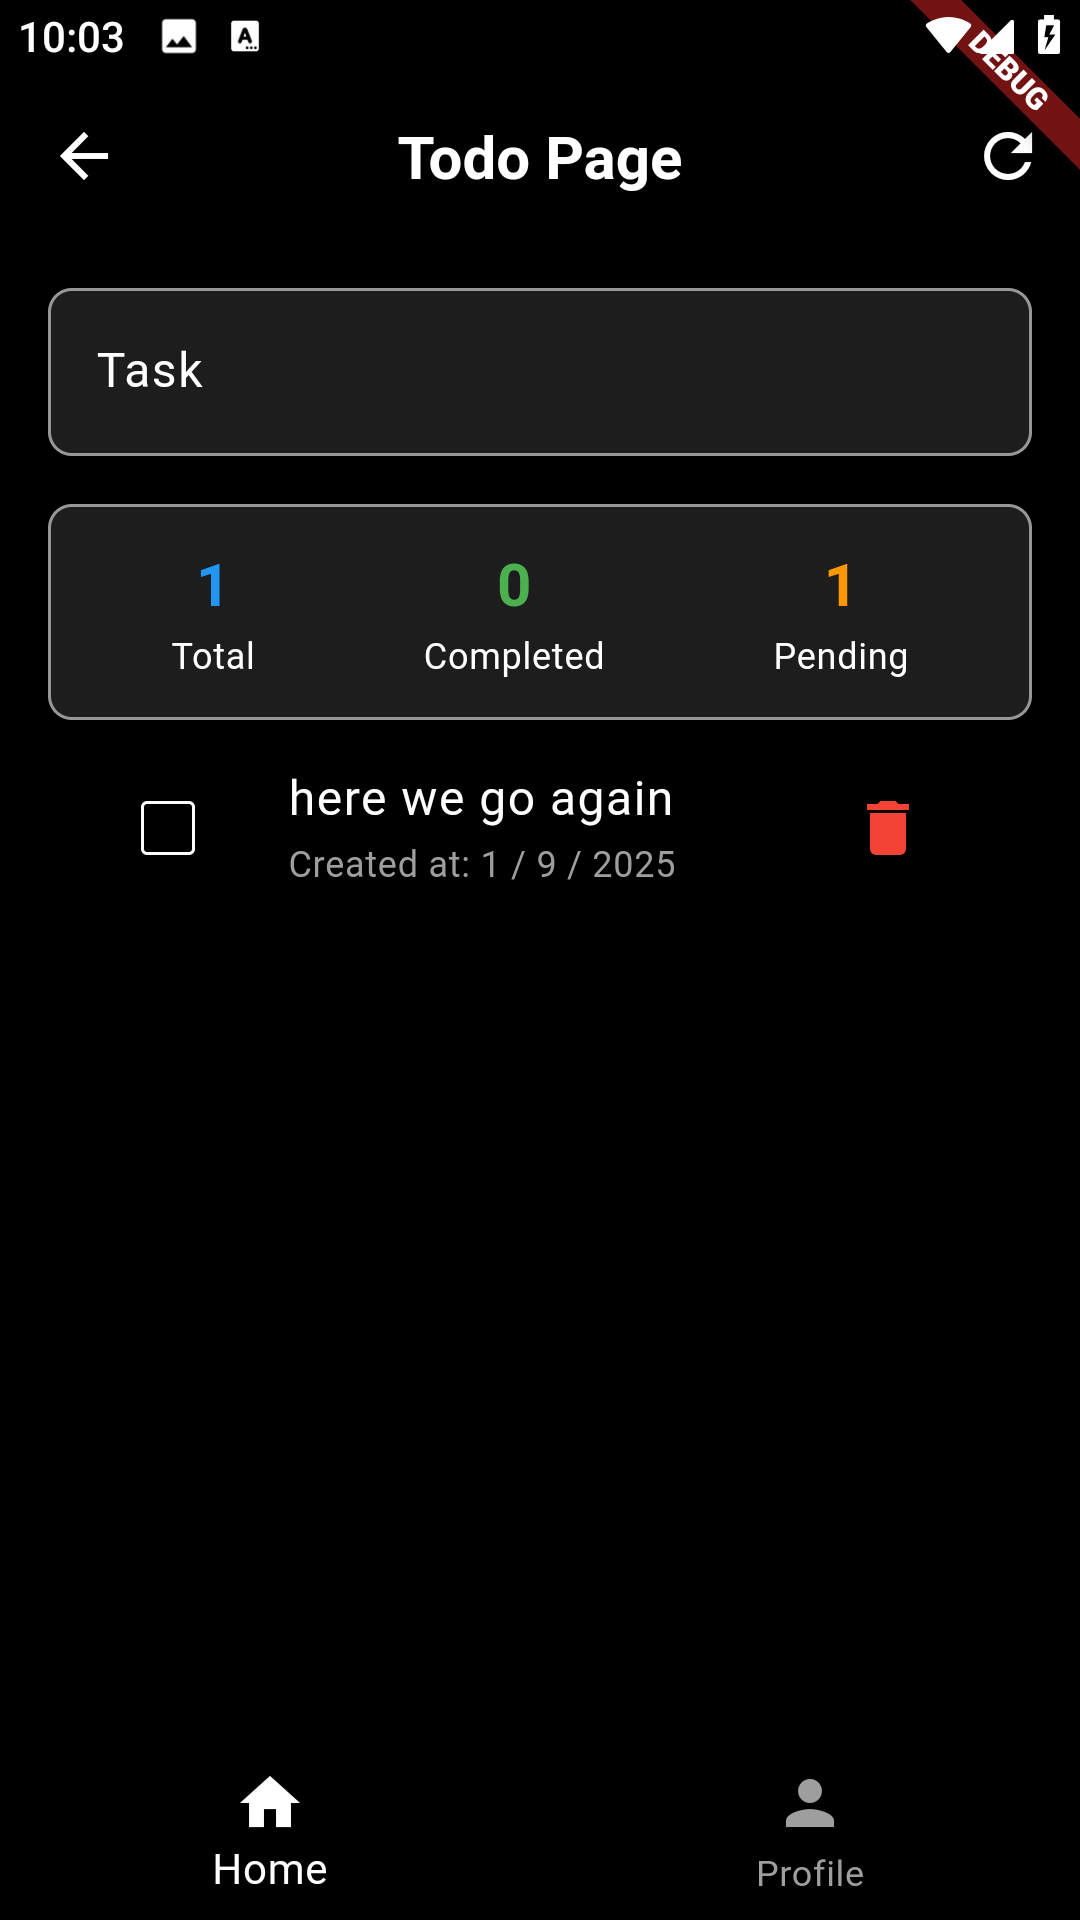 10:03
DEBUG
Todo Page
Task
1 0 1
Total Completed Pending
here we go again
Created at: 1 / 9 / 2025
Home Profile